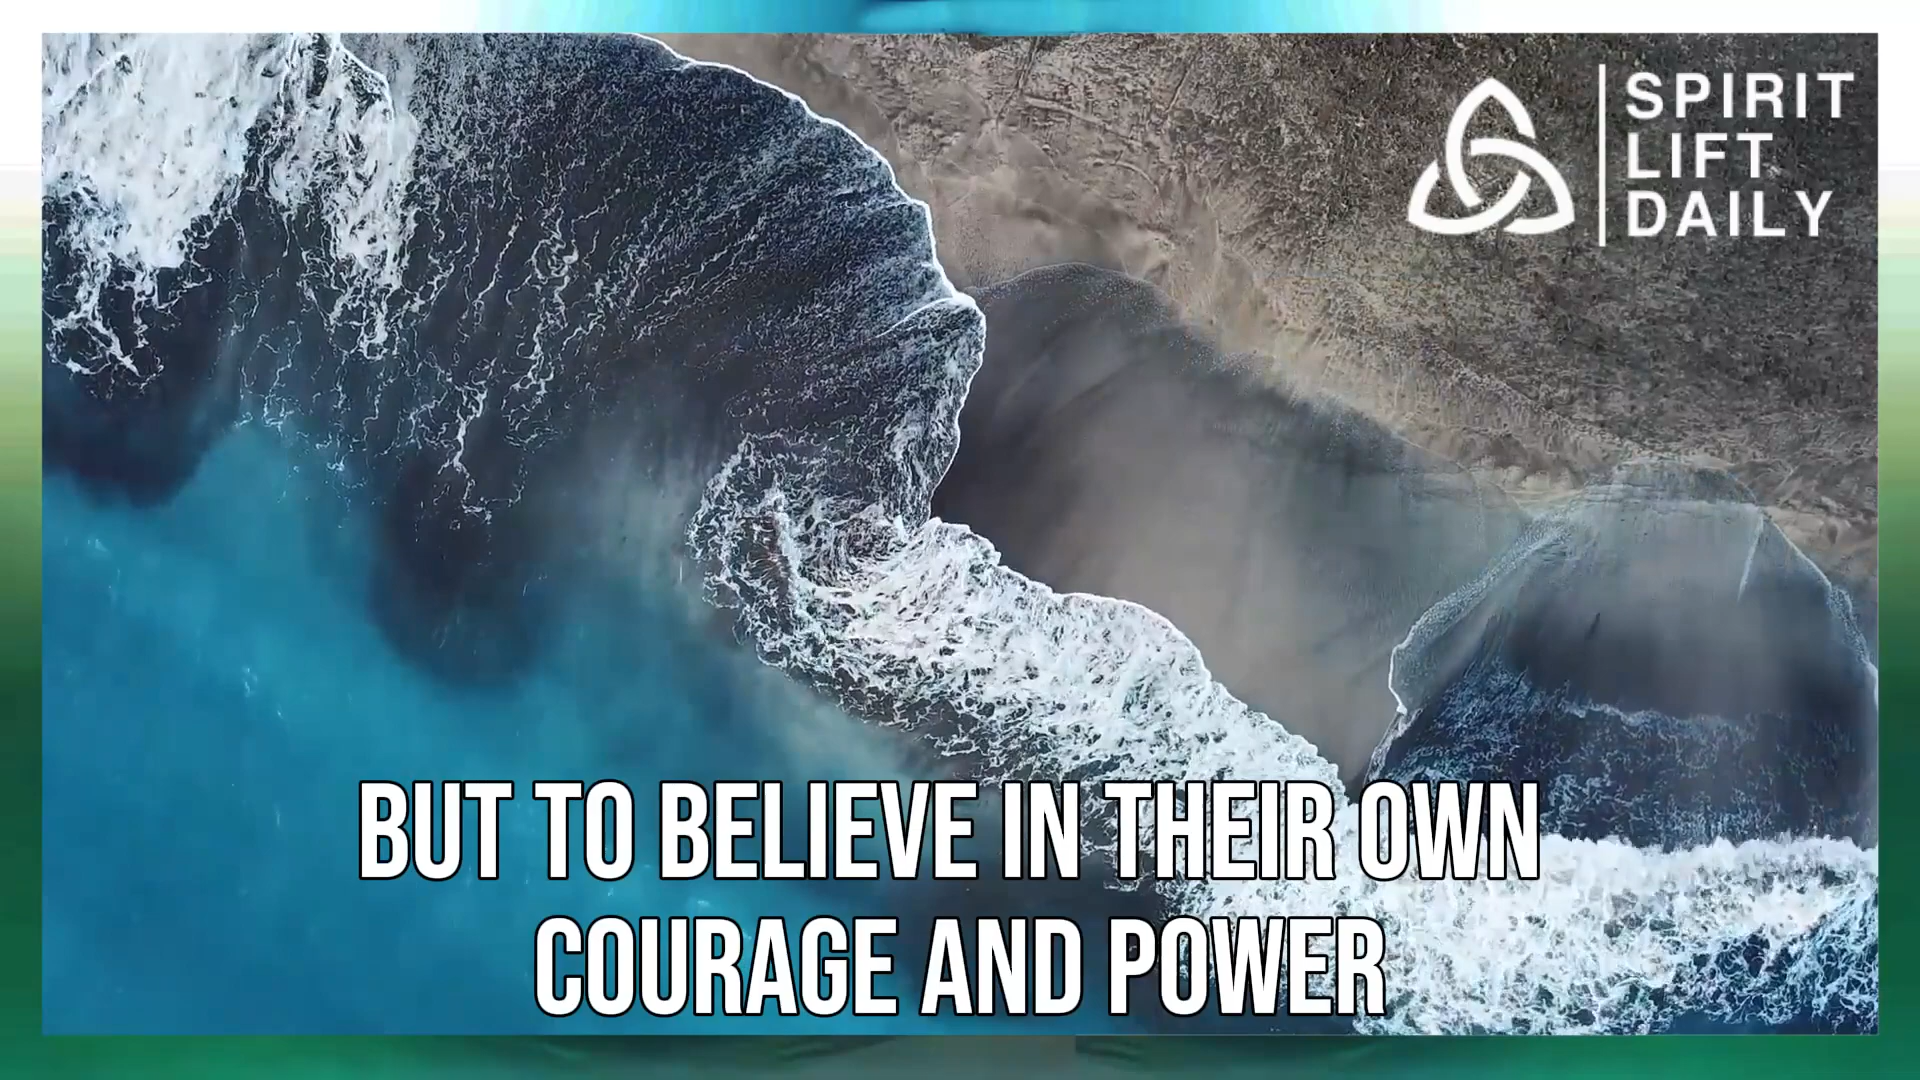 SPIRIT
LIFT
DAILY
BUT TO BELIEVE IN THEIR OWN
COURAGE AND POWER